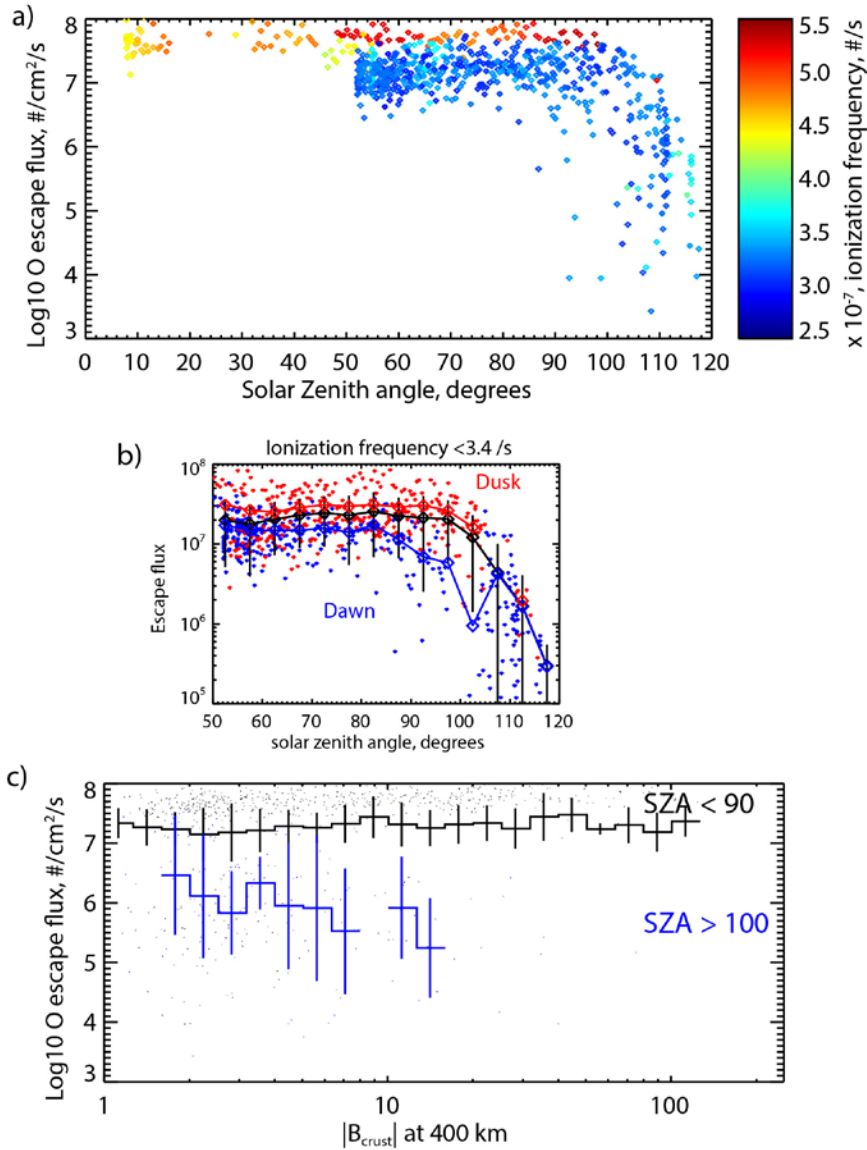 a)
Log10 O escape flux, #/cm²/s
8
7
6
5
4
3
0 10 20 30 40 50 60 70 80 90 100 110 120
Solar Zenith angle, degrees
5.5
5.0
4.5
4.0
3.5
3.0
2.5
x 10⁻⁷, ionization frequency, #/s
b)
Ionization frequency <3.4 /s
Escape flux
10⁸
10⁷
10⁶
10⁵
Dusk
Dawn
50 60 70 80 90 100 110 120
solar zenith angle, degrees
c)
Log10 O escape flux, #/cm²/s
8
7
6
5
4
3
SZA < 90
SZA > 100
1 10 100
|B_crust| at 400 km